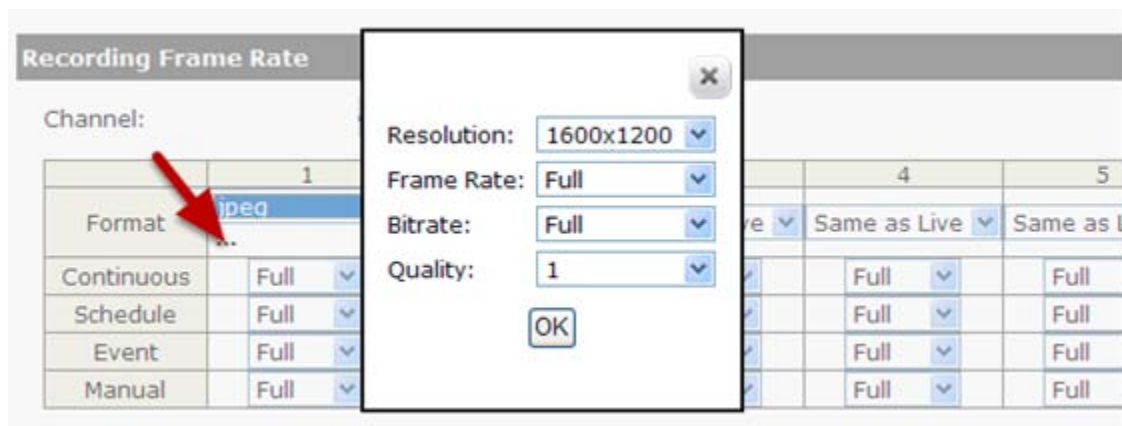 Recording Frame Rate
Channel:
Resolution: 1600x1200
Frame Rate: Full
Bitrate: Full
Quality: 1
OK
1 4 5
Format jpeg Same as Live Same as
...
Continuous Full Full Full
Schedule Full Full Full
Event Full Full Full
Manual Full Full Full